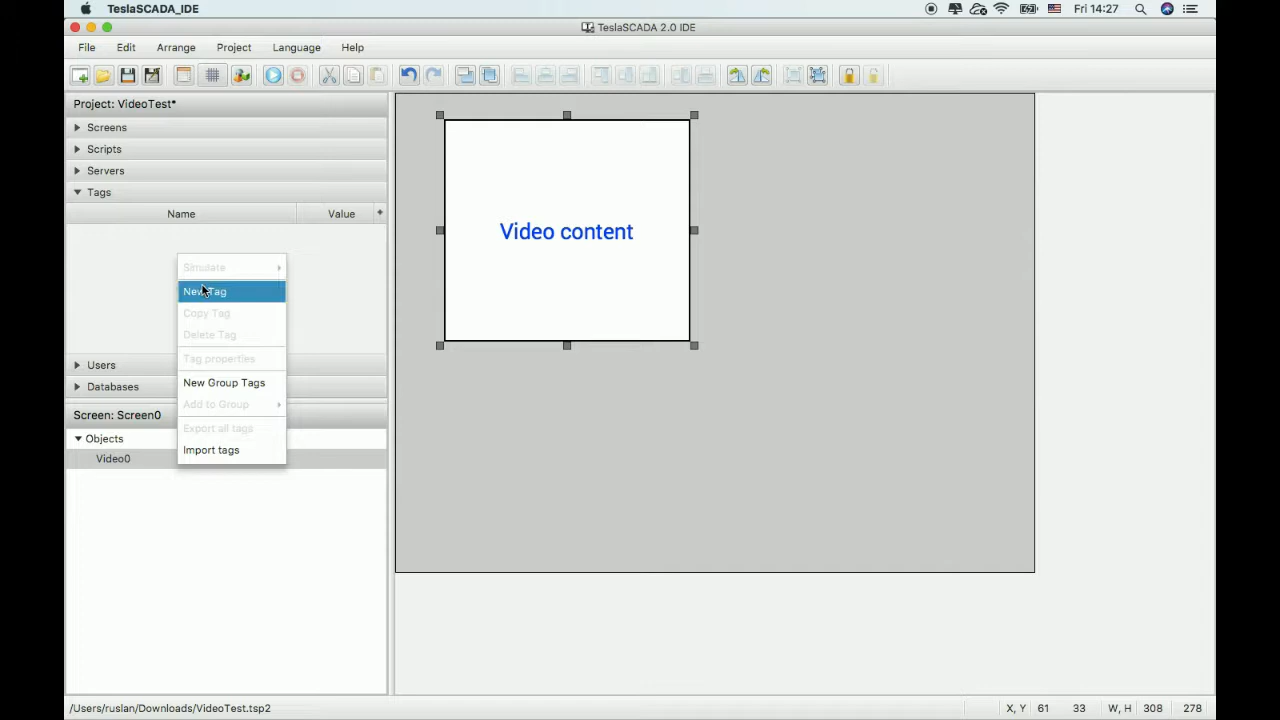 TeslaSCADA_IDE
Fri 14:27
TeslaSCADA 2.0 IDE
File Edit Arrange Project Language Help
Project: VideoTest*
Screens
Scripts
Servers
Tags
Name Value +
Simulate
New Tag
Copy Tag
Delete Tag
Tag properties
New Group Tags
Add to Group
Export all tags
Import tags
Users
Databases
Screen: Screen0
Objects
Video0
Video content
/Users/ruslan/Downloads/VideoTest.tsp2
X, Y 61 33 W, H 308 278